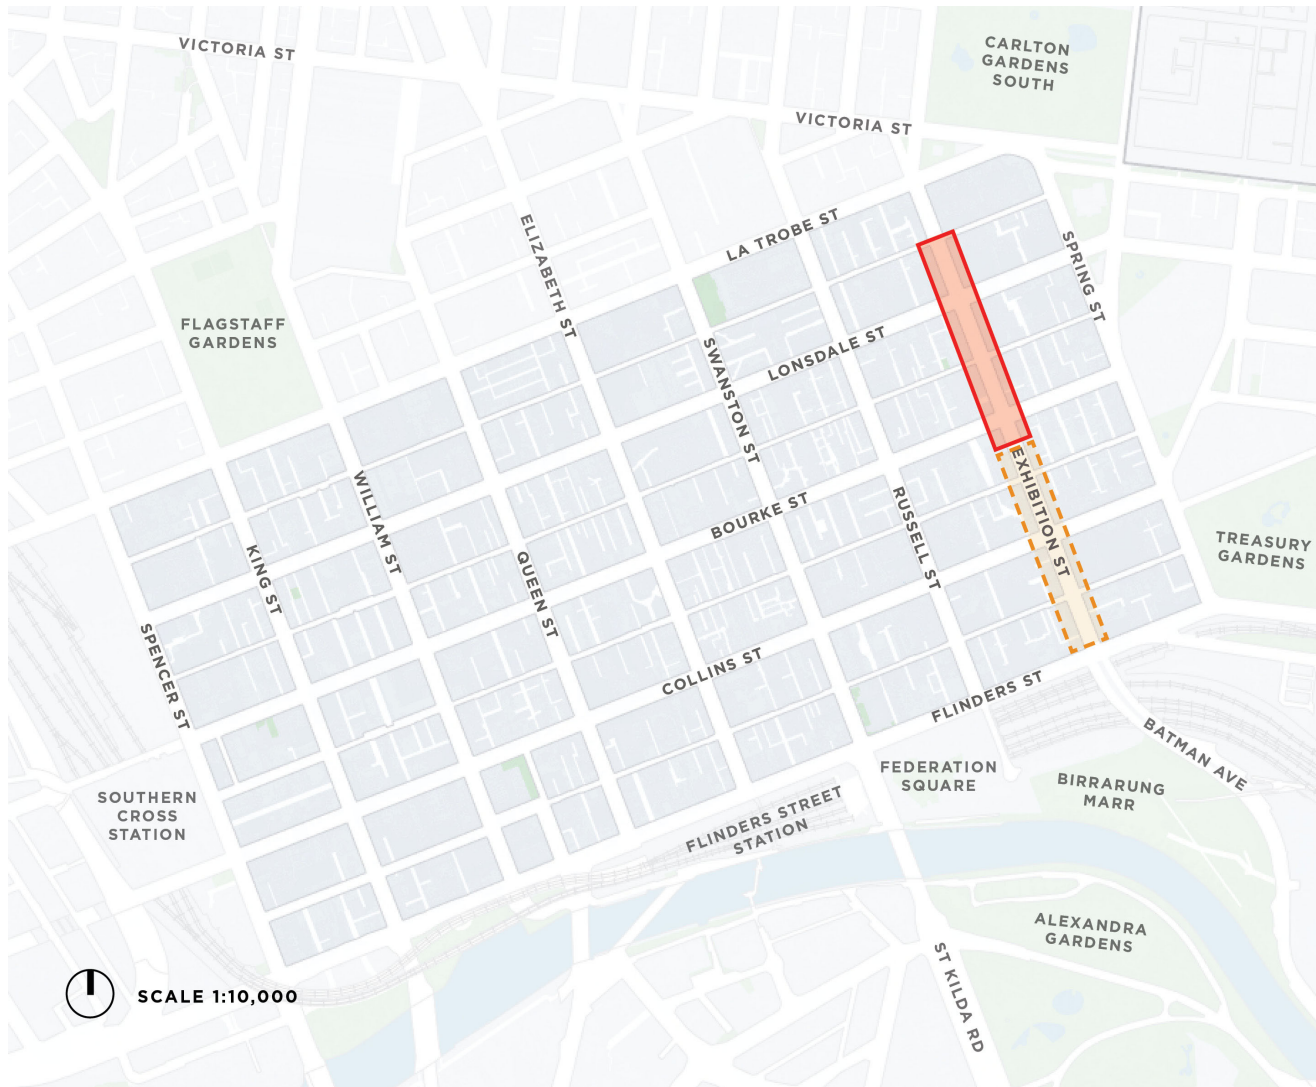 VICTORIA ST
CARLTON
GARDENS
SOUTH
VICTORIA ST
LA TROBE ST
ELIZABETH ST
SPRING ST
FLAGSTAFF
GARDENS
LONSDALE ST
SWANSTON ST
EXHIBITION ST
WILLIAM ST
BOURKE ST
RUSSELL ST
TREASURY
GARDENS
KING ST
QUEEN ST
SPENCER ST
COLLINS ST
FLINDERS ST
BATMAN AVE
FEDERATION
SQUARE
BIRRARUNG
MARR
SOUTHERN
CROSS
STATION
FLINDERS STREET
STATION
ALEXANDRA
GARDENS
ST KILDA RD
SCALE 1:10,000